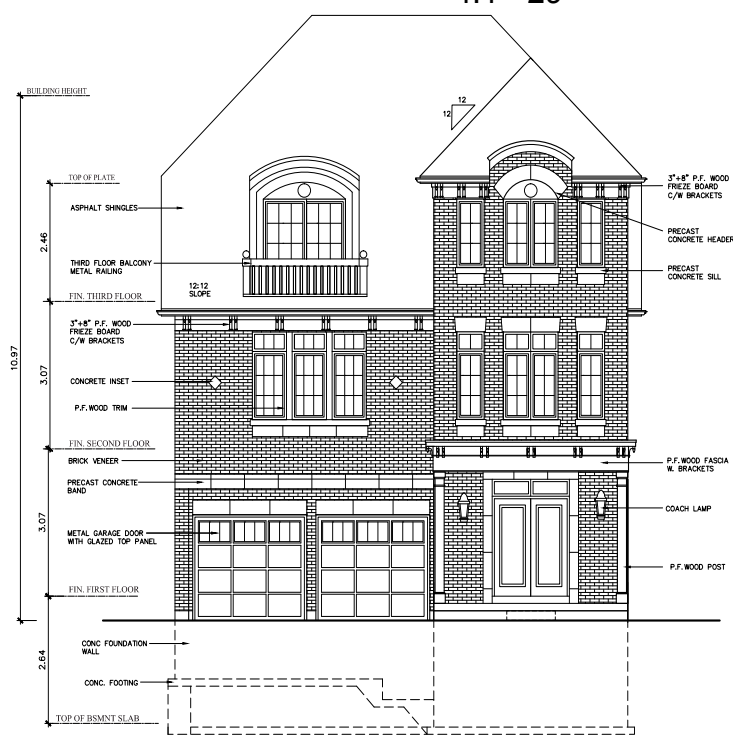 BUILDING HEIGHT
12
12
TOP OF PLATE
3"+8" P.F. WOOD
FRIEZE BOARD
C/W BRACKETS
ASPHALT SHINGLES
PRECAST
CONCRETE HEADER
2.46
THIRD FLOOR BALCONY
METAL RAILING
PRECAST
CONCRETE SILL
12:12
SLOPE
FIN. THIRD FLOOR
3"+8" P.F. WOOD
FRIEZE BOARD
C/W BRACKETS
10.97
3.07
CONCRETE INSET
P.F.WOOD TRIM
FIN. SECOND FLOOR
BRICK VENEER
P.F.WOOD FASCIA
W. BRACKETS
PRECAST CONCRETE
BAND
COACH LAMP
3.07
METAL GARAGE DOOR
WITH GLAZED TOP PANEL
P.F.WOOD POST
FIN. FIRST FLOOR
CONC FOUNDATION
WALL
2.64
CONC. FOOTING
TOP OF BSMNT SLAB